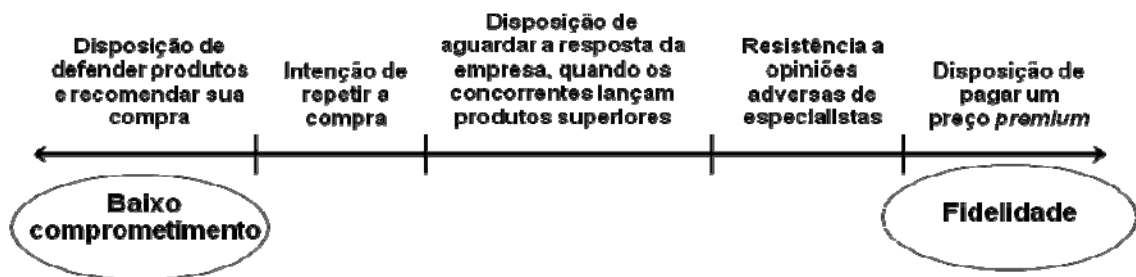 Disposição de
defender produtos
e recomendar sua
compra
Intenção de
repetir a
compra
Disposição de
aguardar a resposta da
empresa, quando os
concorrentes lançam
produtos superiores
Resistência a
opiniões
adversas de
especialistas
Disposição de
pagar um
preço premium
Baixo
comprometimento
Fidelidade